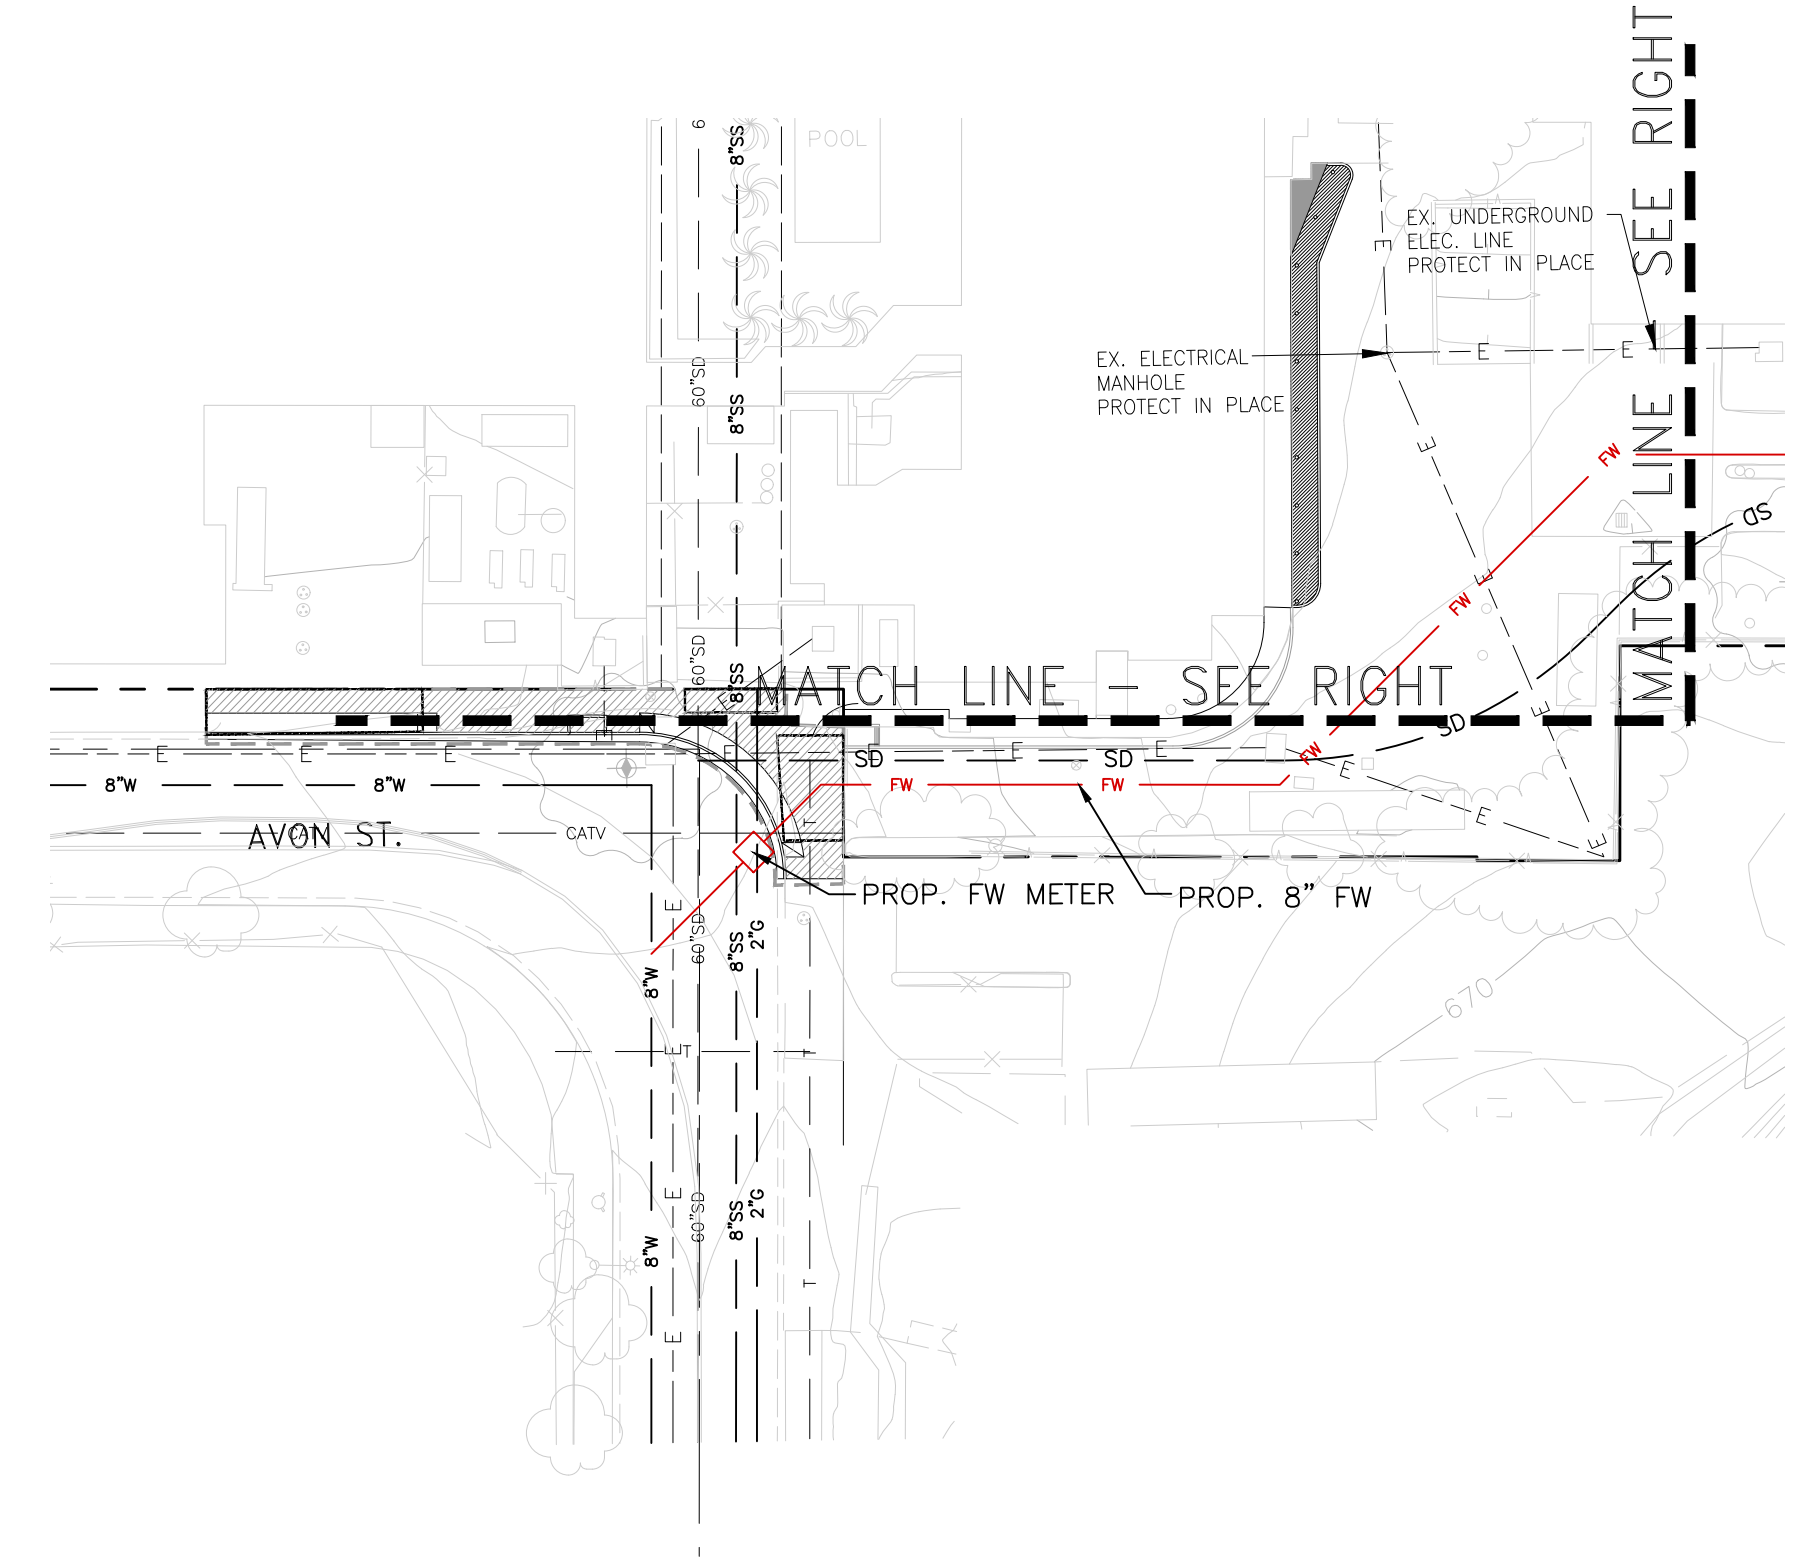 6
8"SS
POOL
MATCH LINE - SEE RIGHT
EX. UNDERGROUND
ELEC. LINE
PROTECT IN PLACE
E
E
E
EX. ELECTRICAL
MANHOLE
PROTECT IN PLACE
60"SD
8"SS
E
FW
SD
E
FW
60"SD
8"SS
MATCH LINE - SEE RIGHT
E
E
SD
E
E
E
E
E
E
E
SD
SD
FW
E
8"W
8"W
FW
FW
E
AVON ST.
CATV
CATV
T
E
PROP. FW METER
PROP. 8" FW
E
60"SD
8"SS
2"G
8"W
670
E
T
T
E
60"SD
8"SS
2"G
8"W
T
E